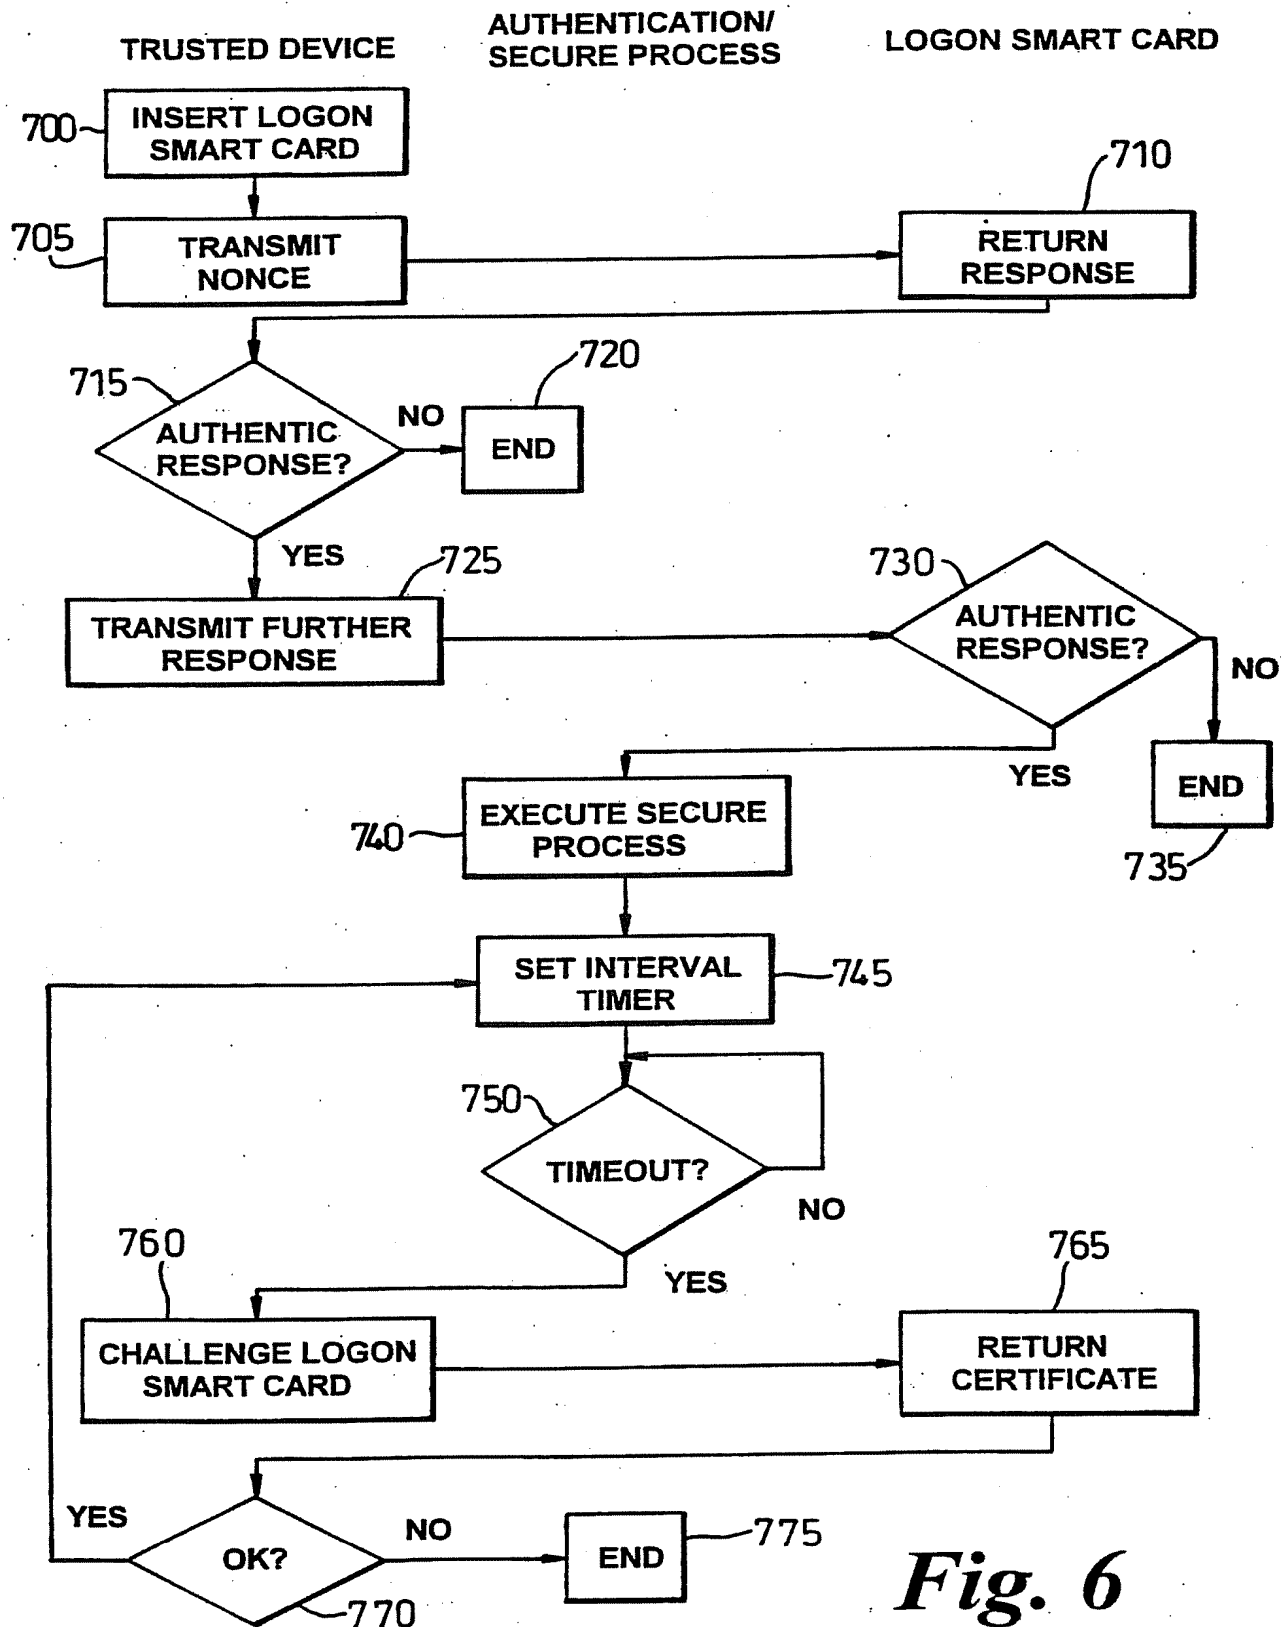 TRUSTED DEVICE
AUTHENTICATION/
SECURE PROCESS
LOGON SMART CARD
700
INSERT LOGON
SMART CARD
710
705
TRANSMIT
NONCE
RETURN
RESPONSE
720
715
AUTHENTIC
RESPONSE?
NO
END
YES
725
730
TRANSMIT FURTHER
RESPONSE
AUTHENTIC
RESPONSE?
NO
YES
END
735
740
EXECUTE SECURE
PROCESS
SET INTERVAL
TIMER
745
750
TIMEOUT?
NO
YES
760
765
CHALLENGE LOGON
SMART CARD
RETURN
CERTIFICATE
YES
OK?
NO
END
775
770
Fig. 6